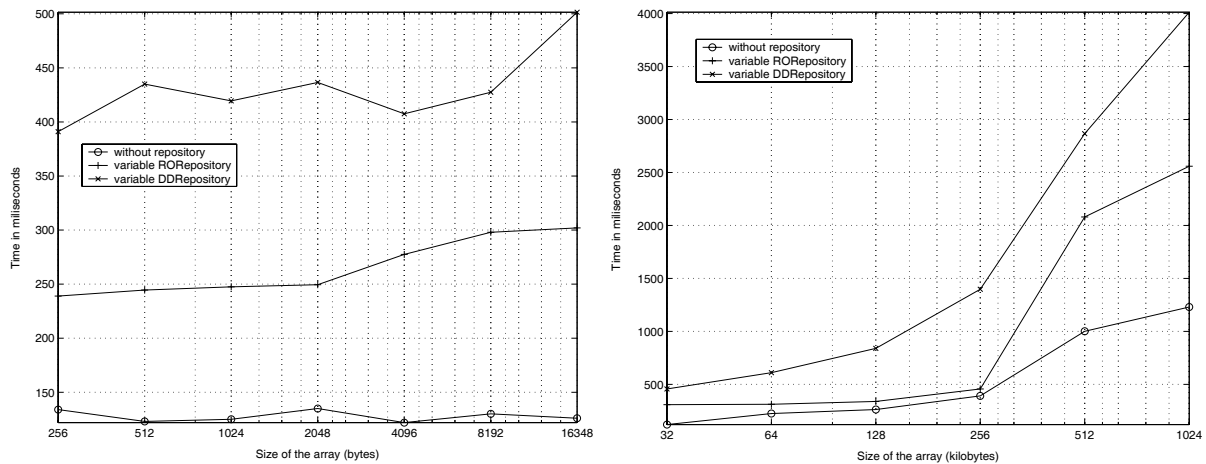 500
450
400
350
300
250
200
150
Time in miliseconds
without repository
variable RORepository
variable DDRepository
256
512
1024
2048
4096
8192
16348
Size of the array (bytes)
4000
3500
3000
2500
2000
1500
1000
500
Time in miliseconds
without repository
variable RORepository
variable DDRepository
32
64
128
256
512
1024
Size of the array (kilobytes)